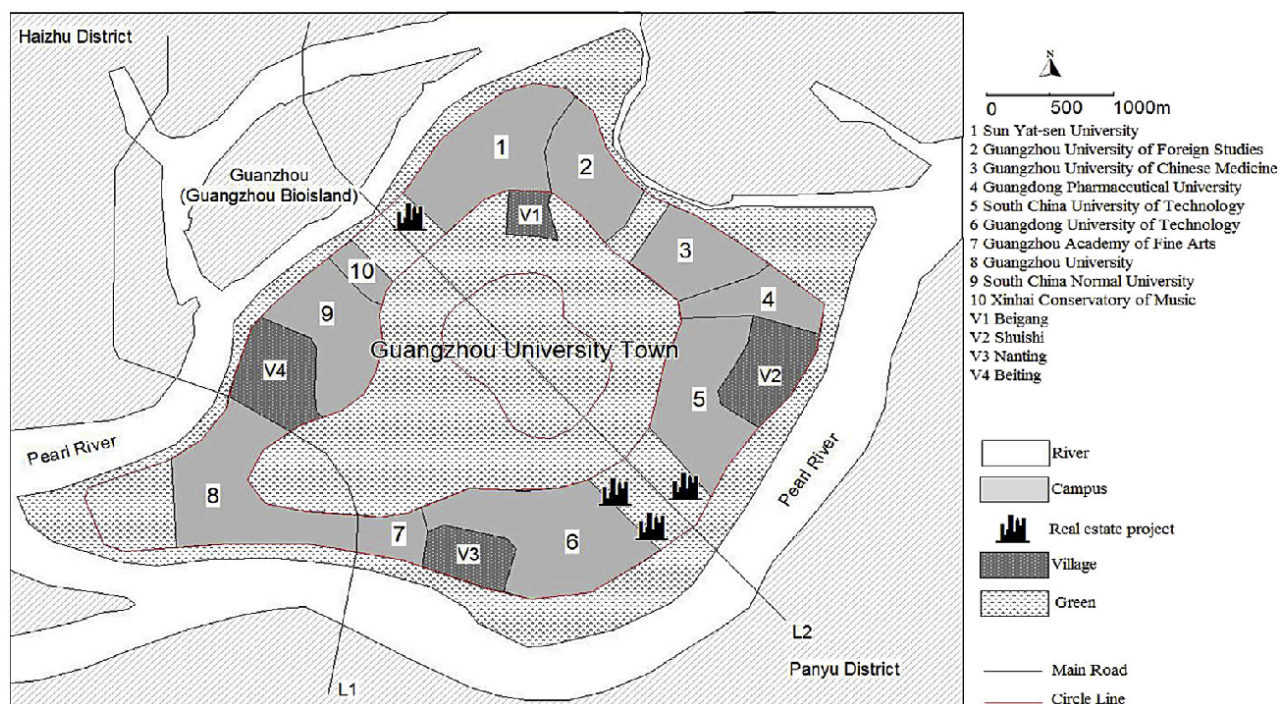 Haizhu District
Guanzhou
(Guangzhou Bioisland)
Guangzhou University Town
Pearl River
Pearl River
Panyu District
1
2
3
4
5
6
7
8
9
10
V1
V2
V3
V4
L1
L2
N
0 500 1000m
1 Sun Yat-sen University
2 Guangzhou University of Foreign Studies
3 Guangzhou University of Chinese Medicine
4 Guangdong Pharmaceutical University
5 South China University of Technology
6 Guangdong University of Technology
7 Guangzhou Academy of Fine Arts
8 Guangzhou University
9 South China Normal University
10 Xinhai Conservatory of Music
V1 Beigang
V2 Shuishi
V3 Nanting
V4 Beiting
River
Campus
Real estate project
Village
Green
Main Road
Circle Line